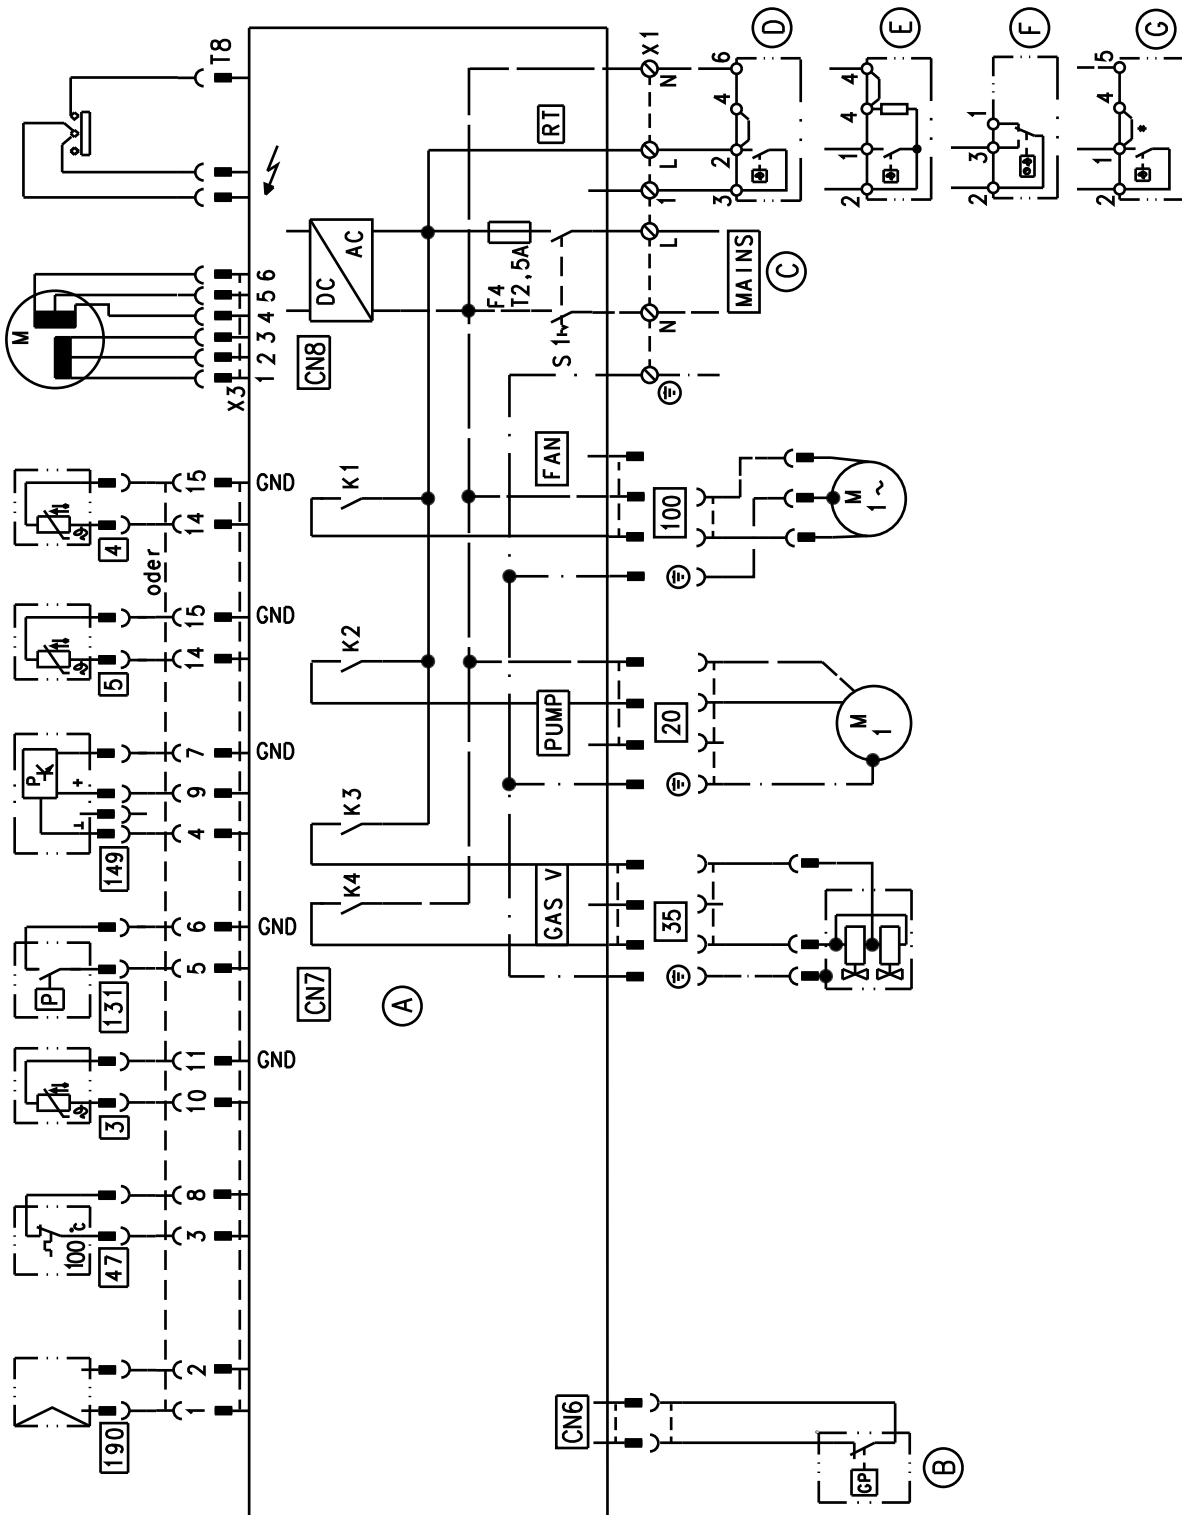 T8
M
6
5
4
3
2
1
X3
CN8
DC
AC
F4
T2,5A
S1
RT
X1
N
L
1
L
N
MAINS
C
D
6
4
2
3
E
4
4
1
2
F
1
3
2
G
5
4
1
*
2
15
14
GND
4
ϑ
oder
15
14
GND
5
ϑ
P
+
⊥
7
9
4
GND
149
P
6
5
GND
131
11
10
GND
3
ϑ
8
3
100 °C
47
2
1
190
K1
K2
K3
K4
CN7
A
FAN
100
M
1 ~
PUMP
20
M
1
GAS V
35
CN6
GP
B